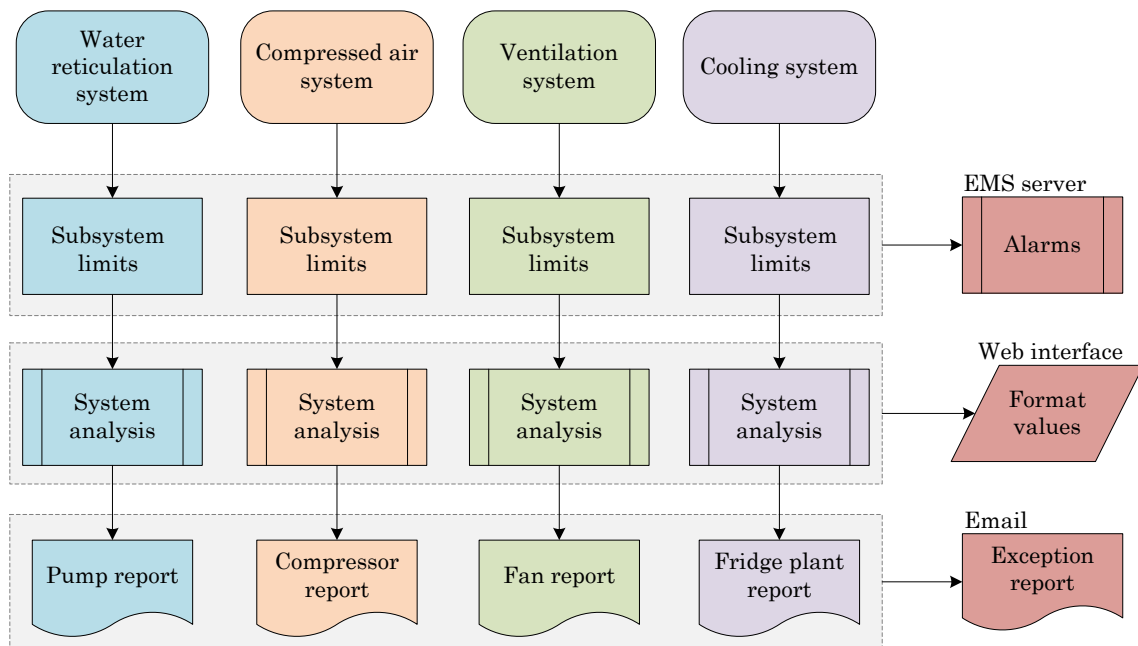 Water
reticulation
system
Compressed air
system
Ventilation
system
Cooling system
Subsystem
limits
Subsystem
limits
Subsystem
limits
Subsystem
limits
EMS server
Alarms
System
analysis
System
analysis
System
analysis
System
analysis
Web interface
Format
values
Pump report
Compressor
report
Fan report
Fridge plant
report
Email
Exception
report